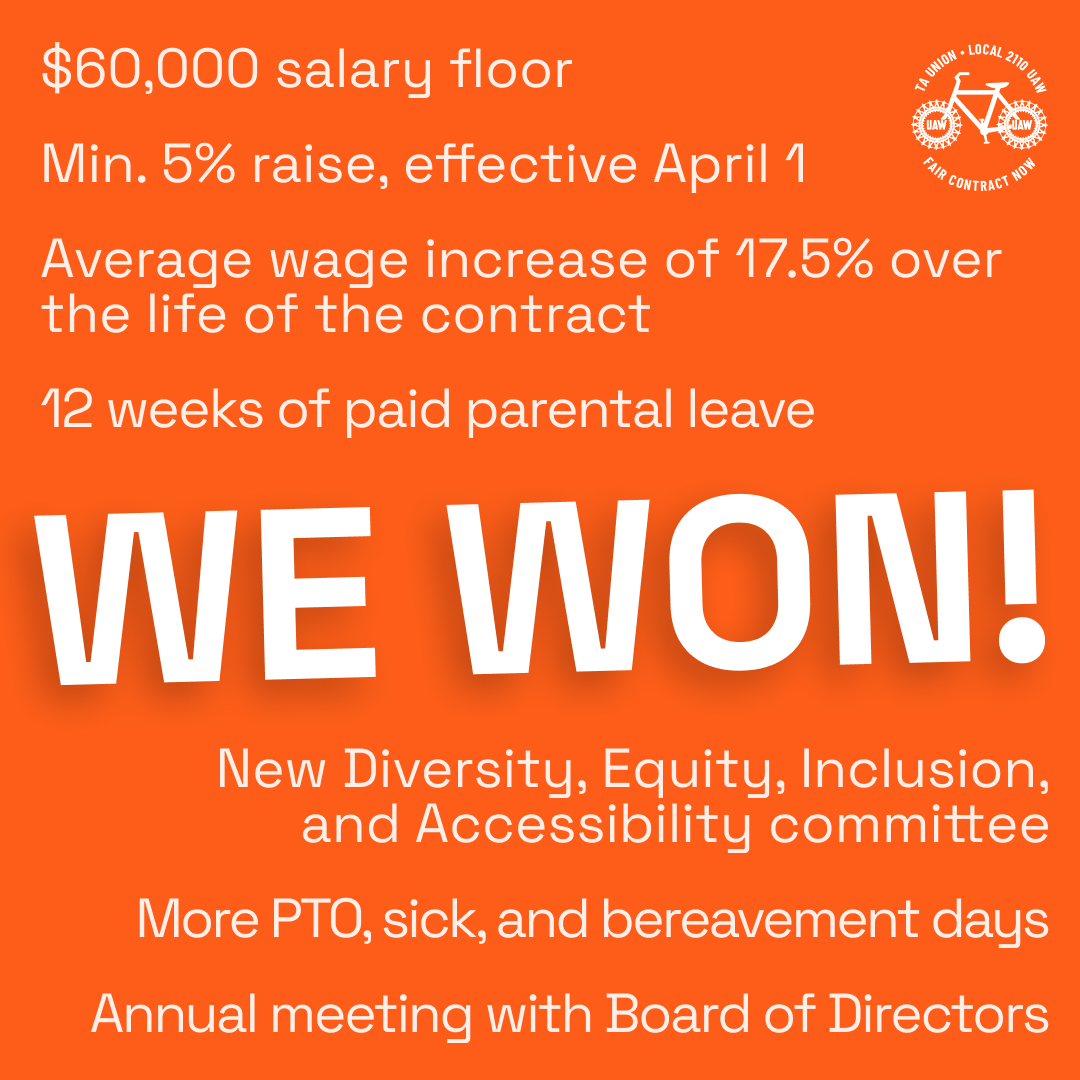 $60,000 salary floor
TA UNION • LOCAL 2110 UAW
UAW UAW
FAIR CONTRACT NOW
Min. 5% raise, effective April 1
Average wage increase of 17.5% over
the life of the contract
12 weeks of paid parental leave
WE WON!
New Diversity, Equity, Inclusion,
and Accessibility committee
More PTO, sick, and bereavement days
Annual meeting with Board of Directors